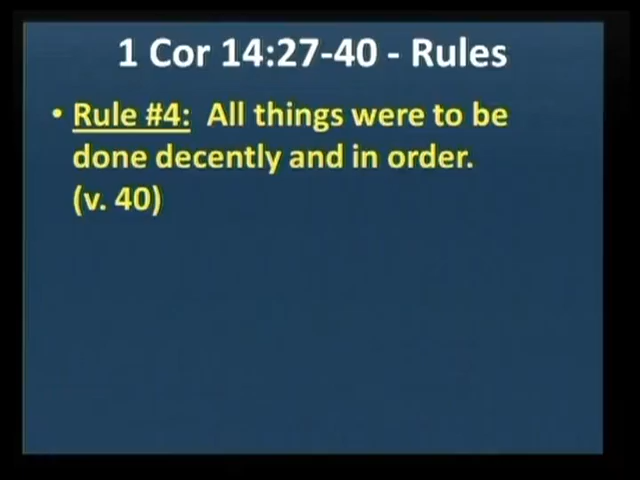 1 Cor 14:27-40 - Rules
• Rule #4: All things were to be
done decently and in order.
(v. 40)